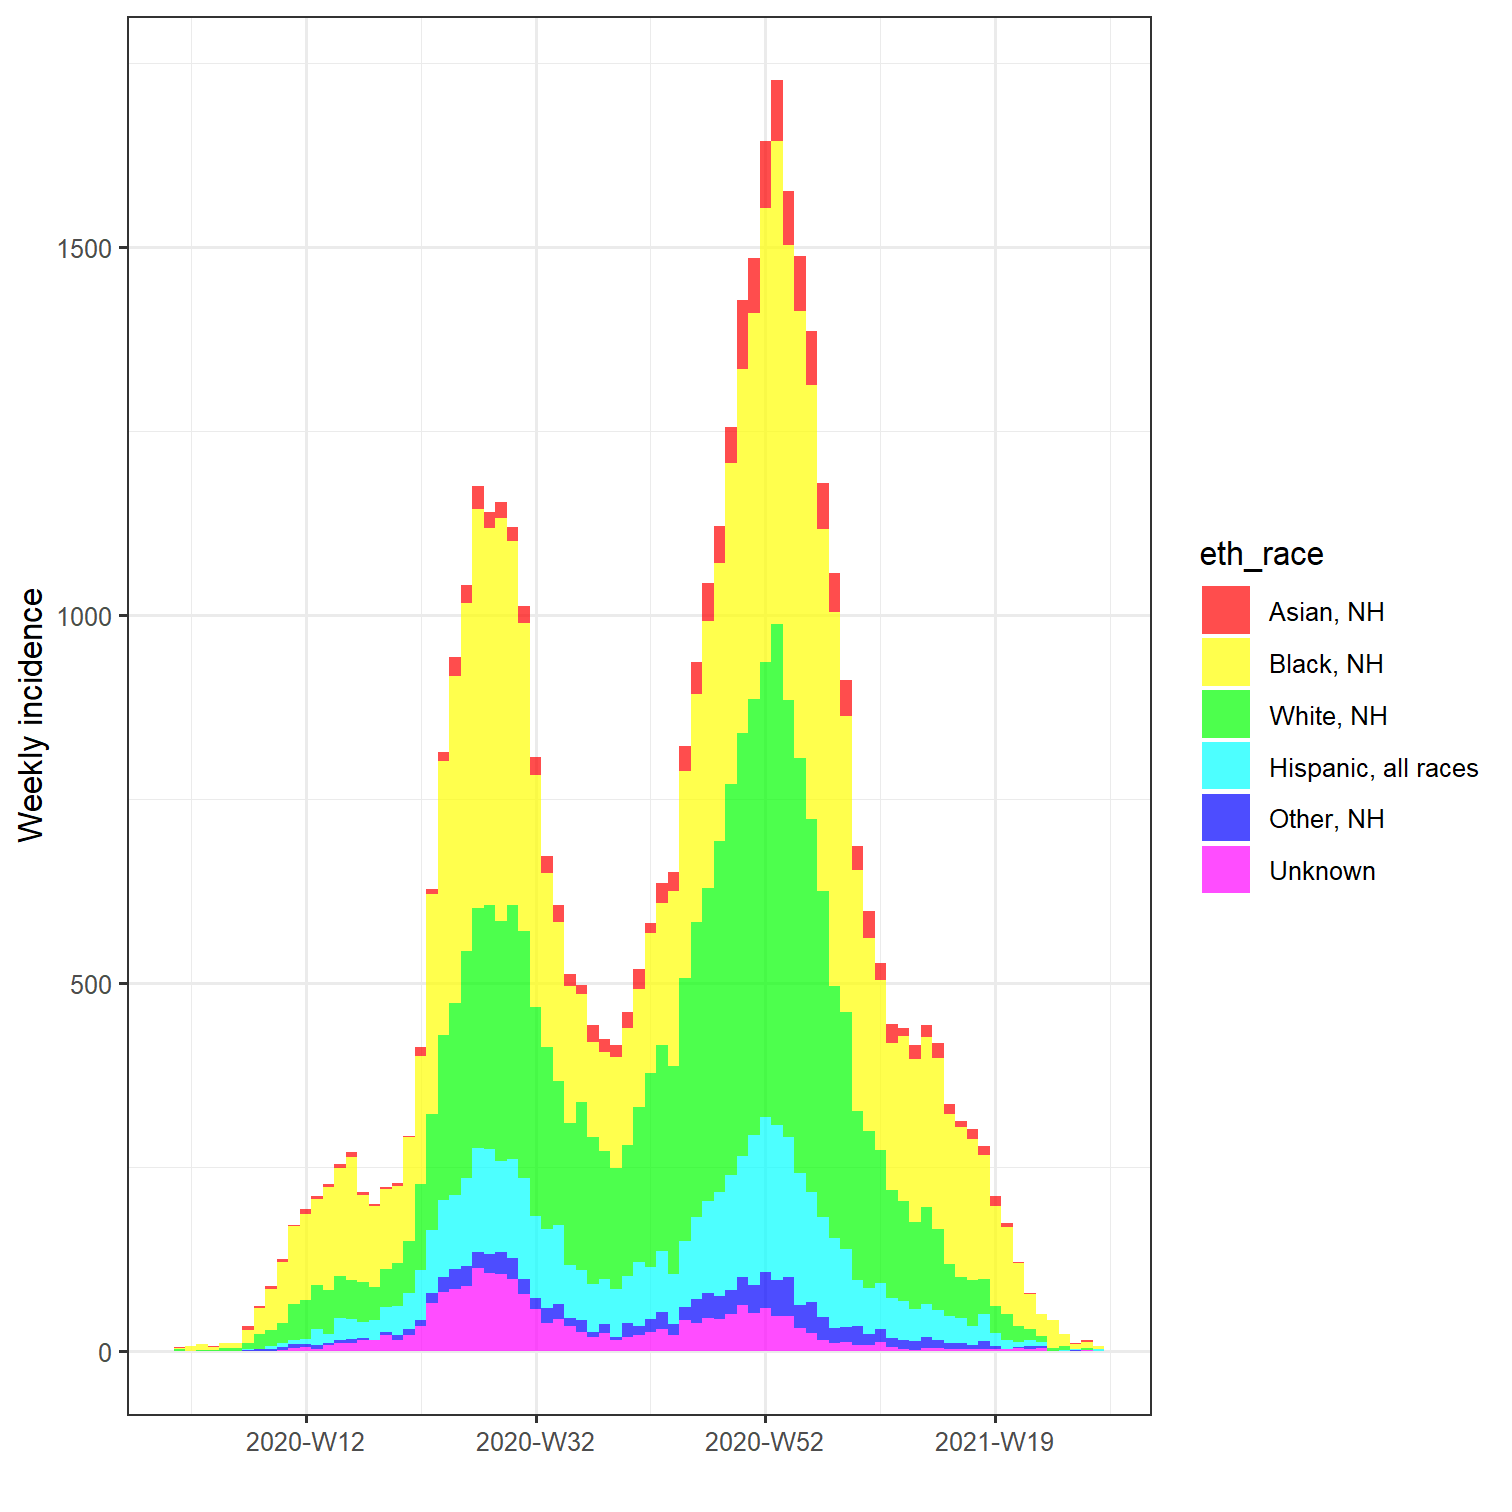 Weekly incidence
1500
1000
500
0
2020-W12
2020-W32
2020-W52
2021-W19
eth_race
Asian, NH
Black, NH
White, NH
Hispanic, all races
Other, NH
Unknown